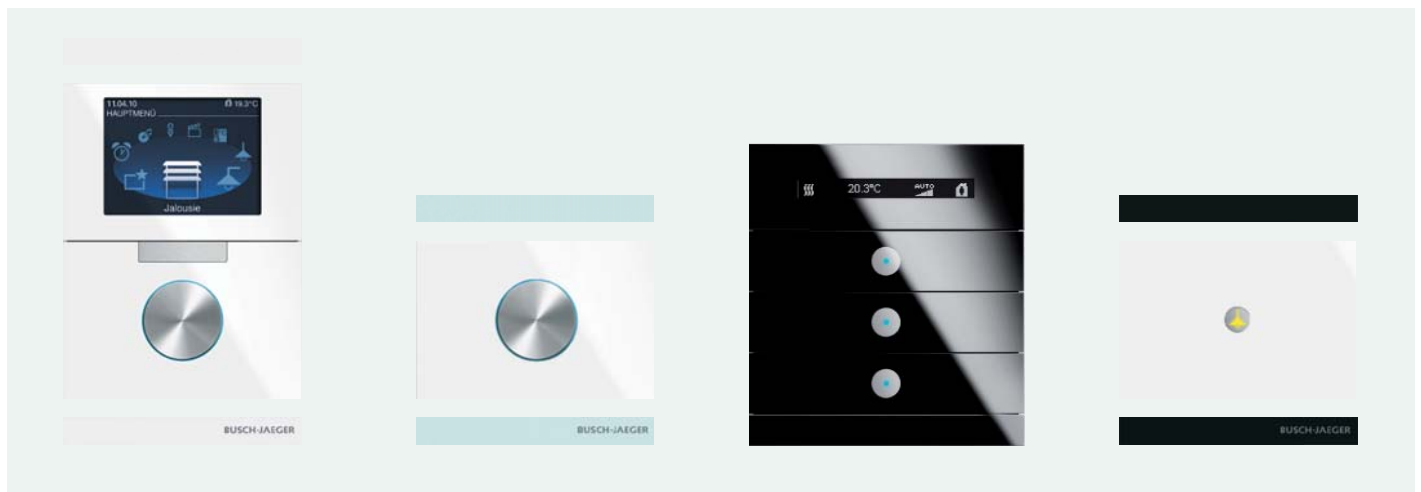 11.04.10 19.3°C
HAUPTMENÜ
Jalousie
BUSCH-JAEGER
BUSCH-JAEGER
20.3°C AUTO
BUSCH-JAEGER